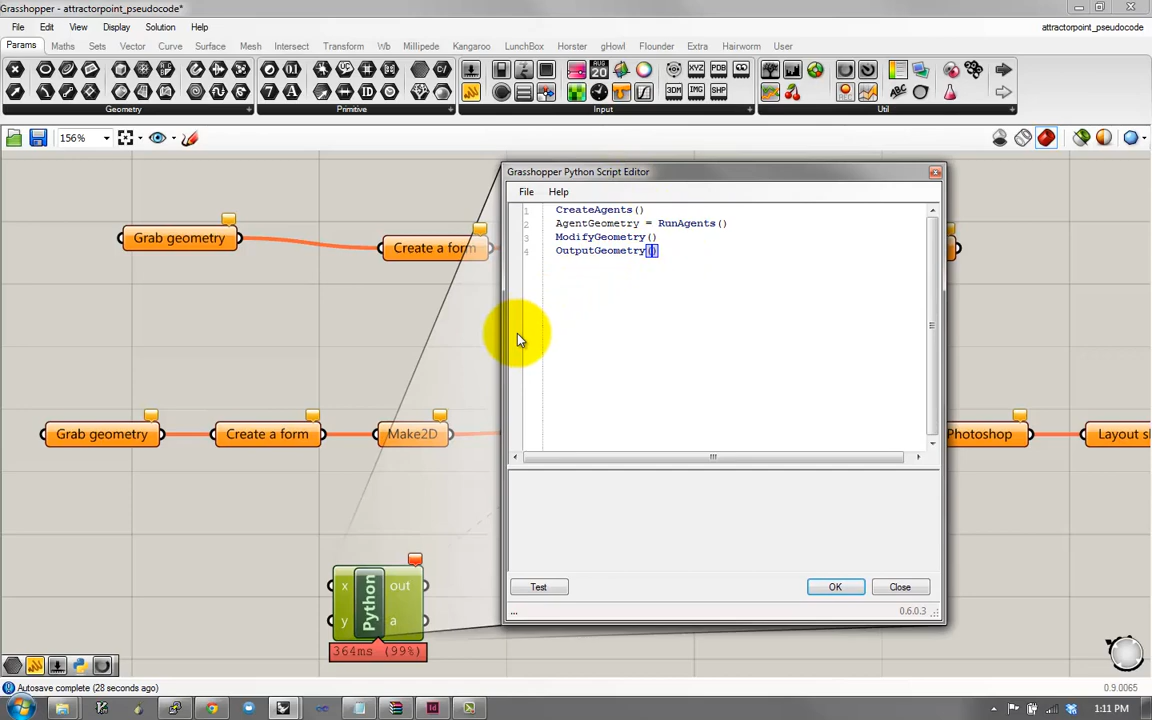 Grasshopper - attractorpoint_pseudocode*
File Edit View Display Solution Help
attractorpoint_pseudocode
Params Maths Sets Vector Curve Surface Mesh Intersect Transform Wb Millipede Kangaroo LunchBox Horster gHowl Flounder Extra Hairworm User
Geometry
Primitive
Input
Util
156%
Grasshopper Python Script Editor
File Help
1 CreateAgents()
2 AgentGeometry = RunAgents()
3 ModifyGeometry()
4 OutputGeometry()
Grab geometry
Create a form
Grab geometry
Create a form
Make2D
Photoshop
Layout s
x
Python
out
y
a
364ms (99%)
Test
OK
Close
...
0.6.0.3
Autosave complete (28 seconds ago)
0.9.0065
1:11 PM